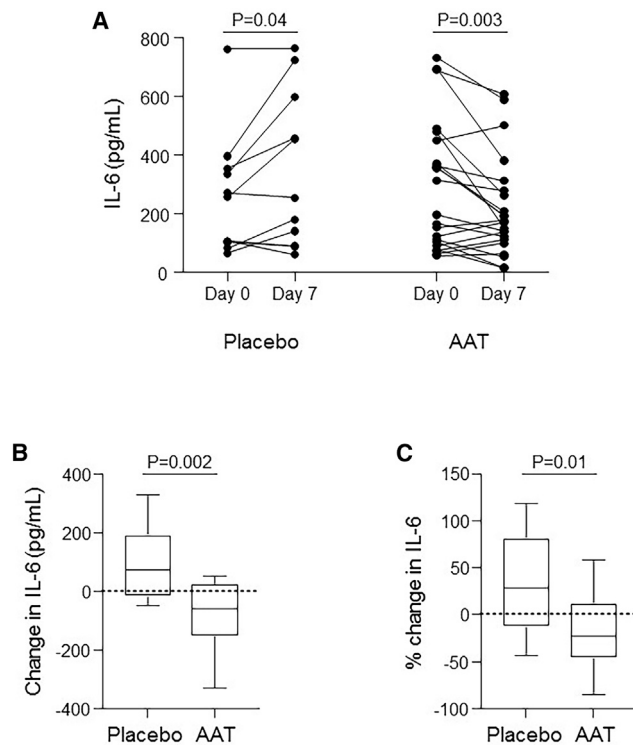 A
P=0.04
P=0.003
IL-6 (pg/mL)
800
600
400
200
0
Day 0 Day 7 Day 0 Day 7
Placebo AAT
B
P=0.002
Change in IL-6 (pg/mL)
400
200
0
-200
-400
Placebo AAT
C
P=0.01
% change in IL-6
150
100
50
0
-50
-100
Placebo AAT